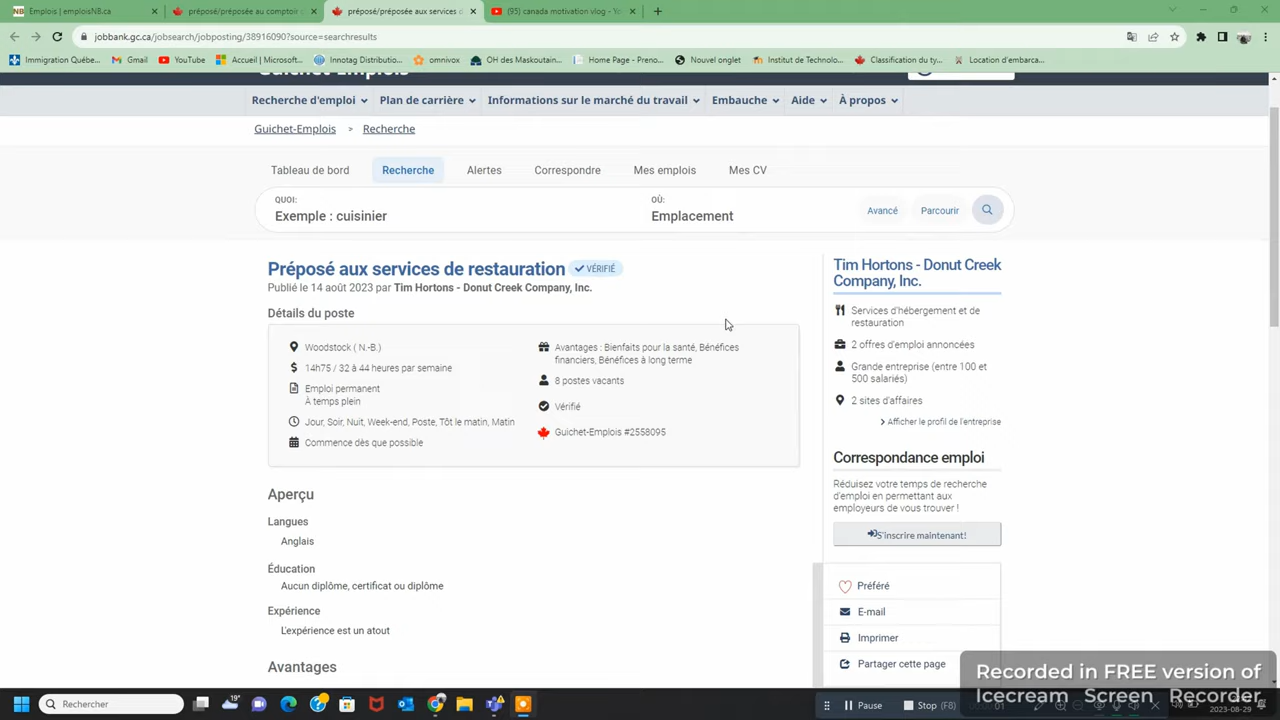 Emplois | emploisNB.ca
préposé/préposée au comptoir d
préposé/préposée aux services d
(95) canada motivation vlog - Yo
jobbank.gc.ca/jobsearch/jobposting/38916090?source=searchresults
Immigration Québe...
Gmail
YouTube
Accueil | Microsoft...
Innotag Distributio...
omnivox
OH des Maskoutain...
Home Page - Preno...
Nouvel onglet
Institut de Technolo...
Classification du ty...
Location d'embarca...
Guichet-Emplois
Recherche d'emploi
Plan de carrière
Informations sur le marché du travail
Embauche
Aide
À propos
Guichet-Emplois > Recherche
Tableau de bord
Recherche
Alertes
Correspondre
Mes emplois
Mes CV
QUOI:
Exemple : cuisinier
OÙ:
Emplacement
Avancé
Parcourir
Préposé aux services de restauration
VÉRIFIÉ
Publié le 14 août 2023 par Tim Hortons - Donut Creek Company, Inc.
Détails du poste
Woodstock ( N.-B.)
14h75 / 32 à 44 heures par semaine
Emploi permanent
À temps plein
Jour, Soir, Nuit, Week-end, Poste, Tôt le matin, Matin
Commence dès que possible
Avantages : Bienfaits pour la santé, Bénéfices
financiers, Bénéfices à long terme
8 postes vacants
Vérifié
Guichet-Emplois #2558095
Aperçu
Langues
Anglais
Éducation
Aucun diplôme, certificat ou diplôme
Expérience
L'expérience est un atout
Avantages
Tim Hortons - Donut Creek
Company, Inc.
Services d'hébergement et de
restauration
2 offres d'emploi annoncées
Grande entreprise (entre 100 et
500 salariés)
2 sites d'affaires
Afficher le profil de l'entreprise
Correspondance emploi
Réduisez votre temps de recherche
d'emploi en permettant aux
employeurs de vous trouver !
S'inscrire maintenant!
Préféré
E-mail
Imprimer
Partager cette page
Recorded in FREE version of
Icecream Screen Recorder
Rechercher
19°
Pause
Stop (F8)
2023-08-29